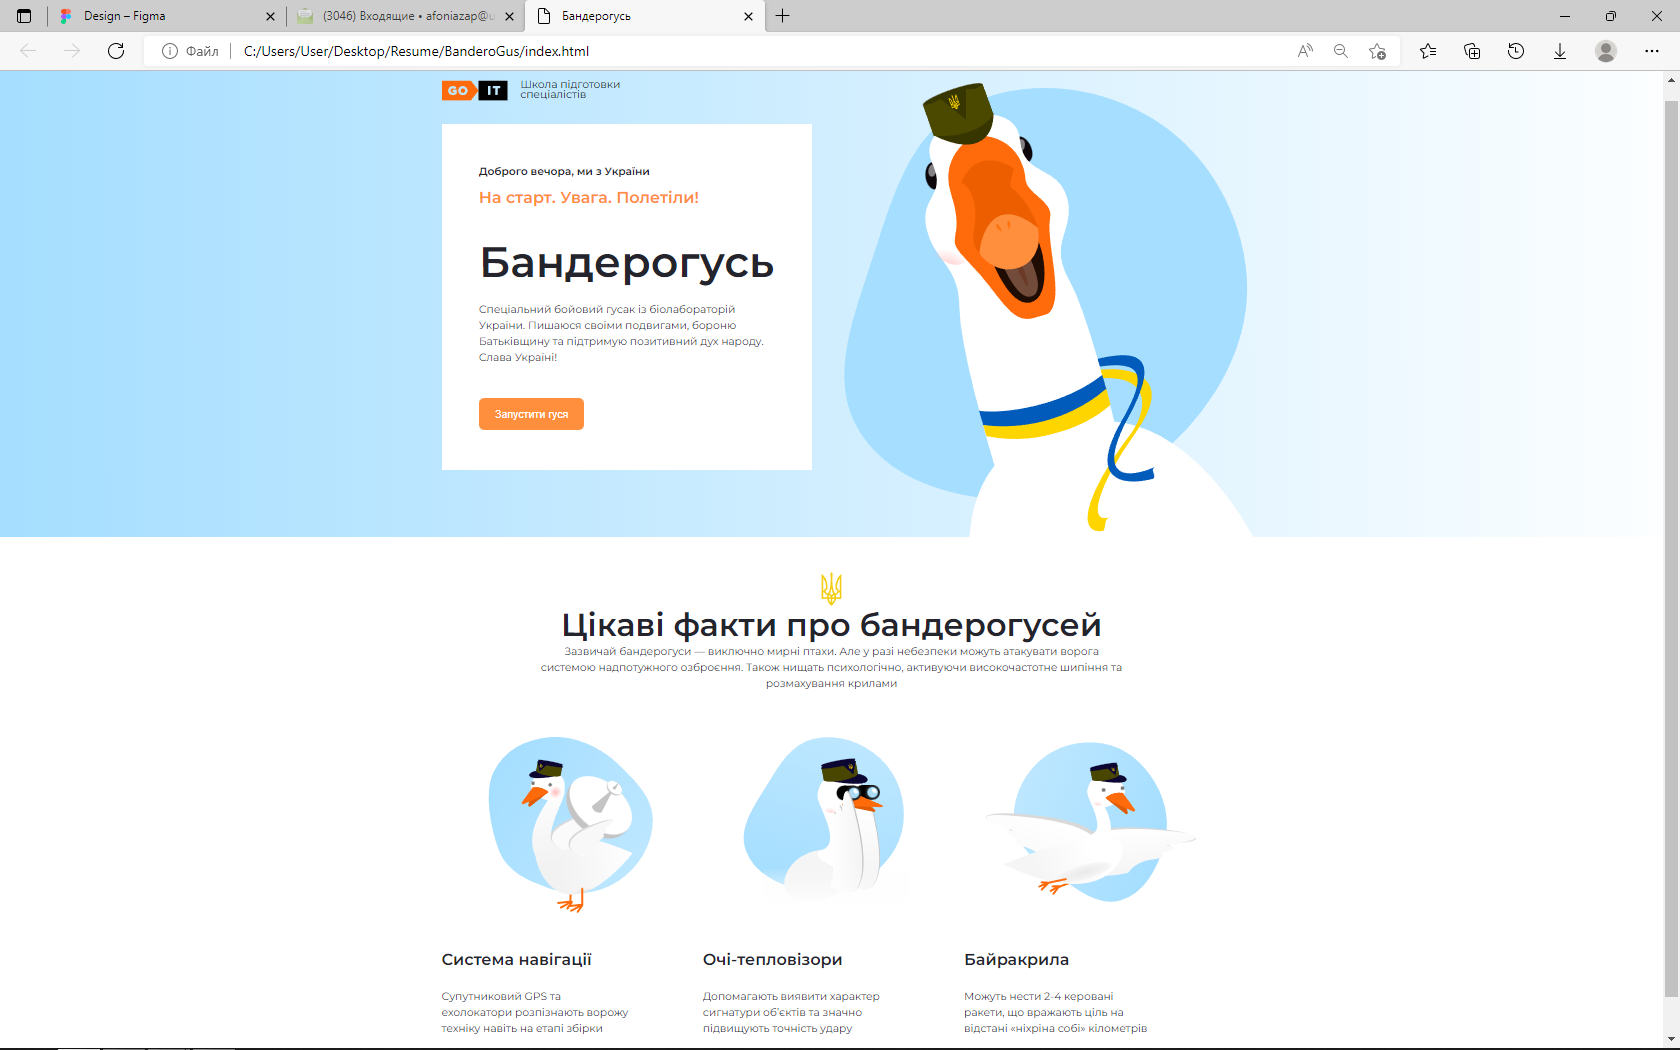 Design – Figma
(3046) Входящие • afoniazap@u
Бандерогусь
Файл
C:/Users/User/Desktop/Resume/BanderoGus/index.html
GO IT
Школа підготовки
спеціалістів
Доброго вечора, ми з України
На старт. Увага. Полетіли!
Бандерогусь
Спеціальний бойовий гусак із біолабораторій
України. Пишаюся своїми подвигами, бороню
Батьківщину та підтримую позитивний дух народу.
Слава Україні!
Запустити гуся
Цікаві факти про бандерогусей
Зазвичай бандерогуси — виключно мирні птахи. Але у разі небезпеки можуть атакувати ворога
системою надпотужного озброєння. Також нищать психологічно, активуючи високочастотне шипіння та
розмахування крилами
Система навігації
Супутниковий GPS та
ехолокатори розпізнають ворожу
техніку навіть на етапі збірки
Очі-тепловізори
Допомагають виявити характер
сигнатури об’єктів та значно
підвищують точність удару
Байракрила
Можуть нести 2-4 керовані
ракети, що вражають ціль на
відстані «ніхріна собі» кілометрів